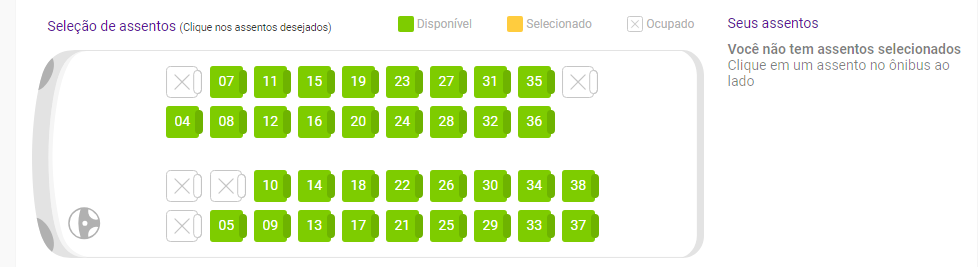 Seleção de assentos (Clique nos assentos desejados)
Disponível Selecionado Ocupado
Seus assentos
Você não tem assentos selecionados
Clique em um assento no ônibus ao
lado
07 11 15 19 23 27 31 35
04 08 12 16 20 24 28 32 36
10 14 18 22 26 30 34 38
05 09 13 17 21 25 29 33 37